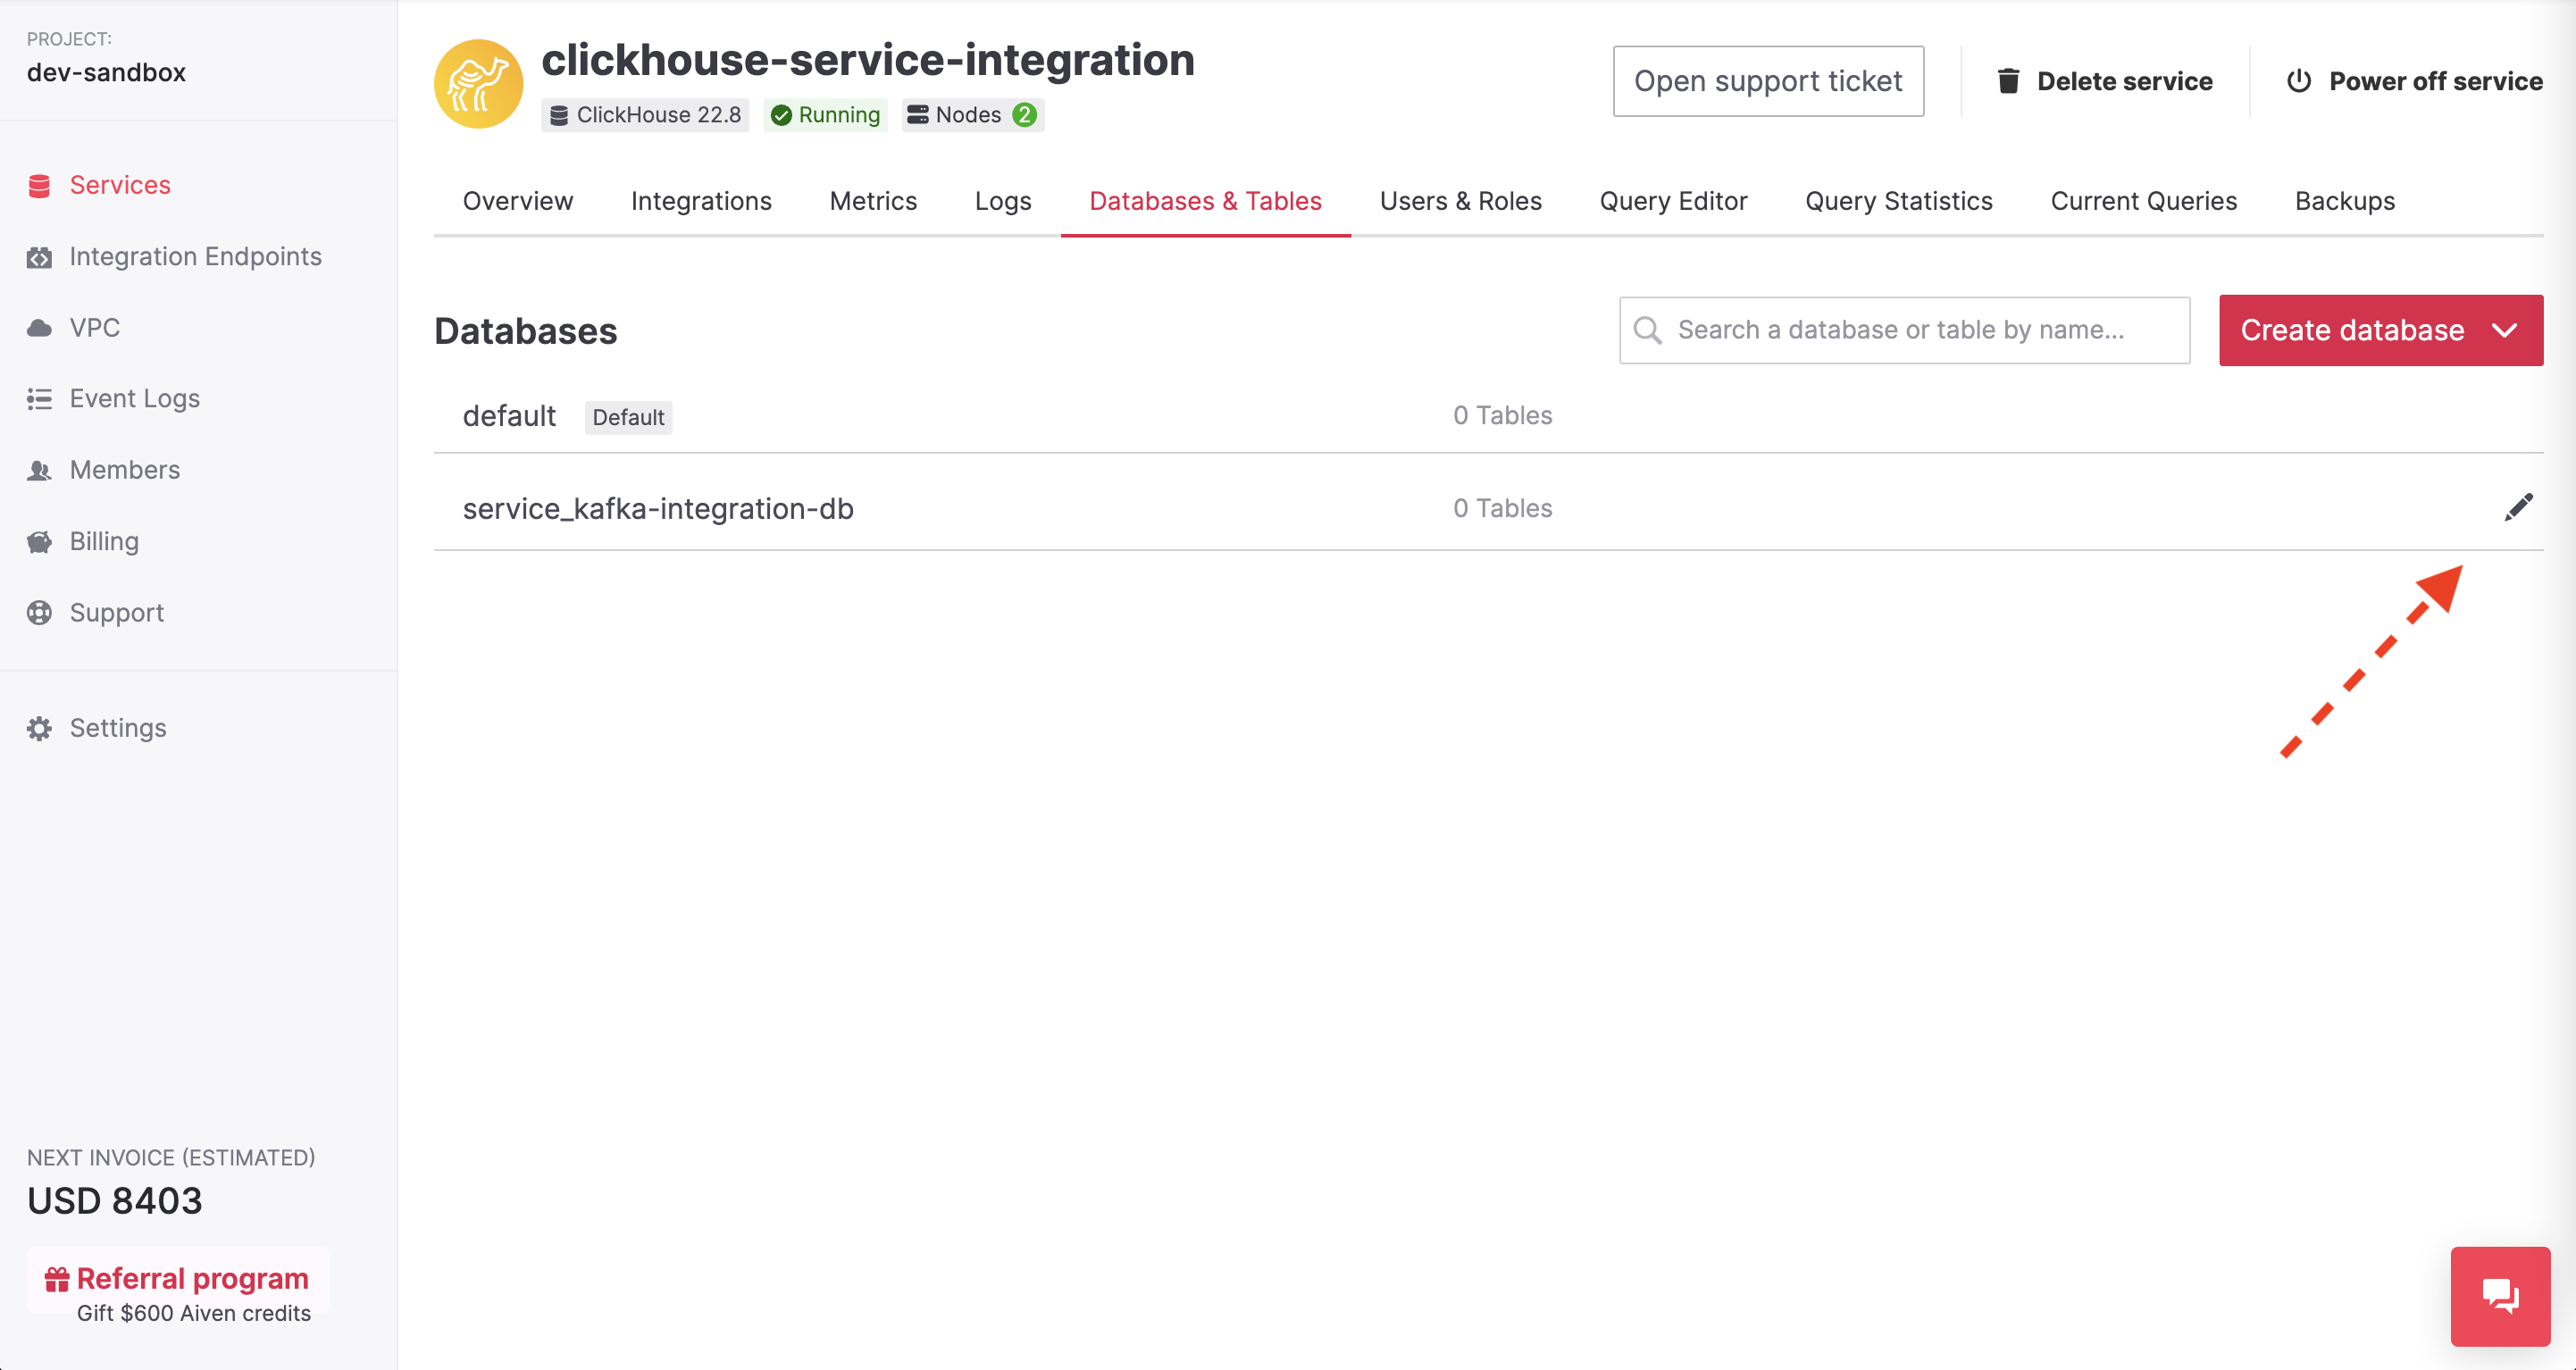 PROJECT:
dev-sandbox
Services
Integration Endpoints
VPC
Event Logs
Members
Billing
Support
Settings
NEXT INVOICE (ESTIMATED)
USD 8403
Referral program
Gift $600 Aiven credits
clickhouse-service-integration
ClickHouse 22.8 Running Nodes 2
Open support ticket Delete service Power off service
Overview Integrations Metrics Logs Databases & Tables Users & Roles Query Editor Query Statistics Current Queries Backups
Databases
Search a database or table by name...
Create database
default Default 0 Tables
service_kafka-integration-db 0 Tables